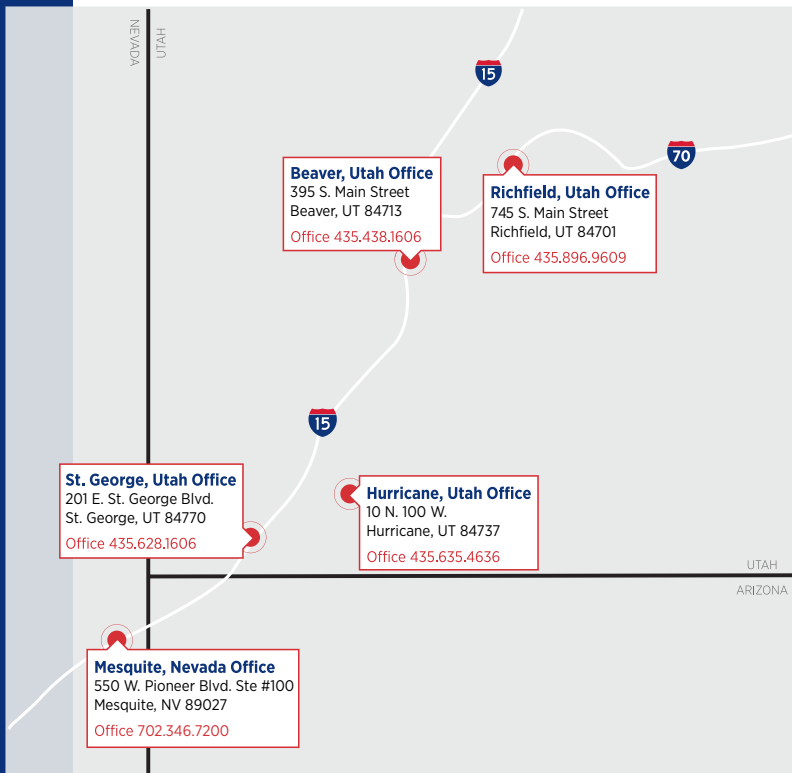 NEVADA
UTAH
15
70
Beaver, Utah Office
395 S. Main Street
Beaver, UT 84713
Office 435.438.1606
Richfield, Utah Office
745 S. Main Street
Richfield, UT 84701
Office 435.896.9609
15
St. George, Utah Office
201 E. St. George Blvd.
St. George, UT 84770
Office 435.628.1606
Hurricane, Utah Office
10 N. 100 W.
Hurricane, UT 84737
Office 435.635.4636
UTAH
ARIZONA
Mesquite, Nevada Office
550 W. Pioneer Blvd. Ste #100
Mesquite, NV 89027
Office 702.346.7200